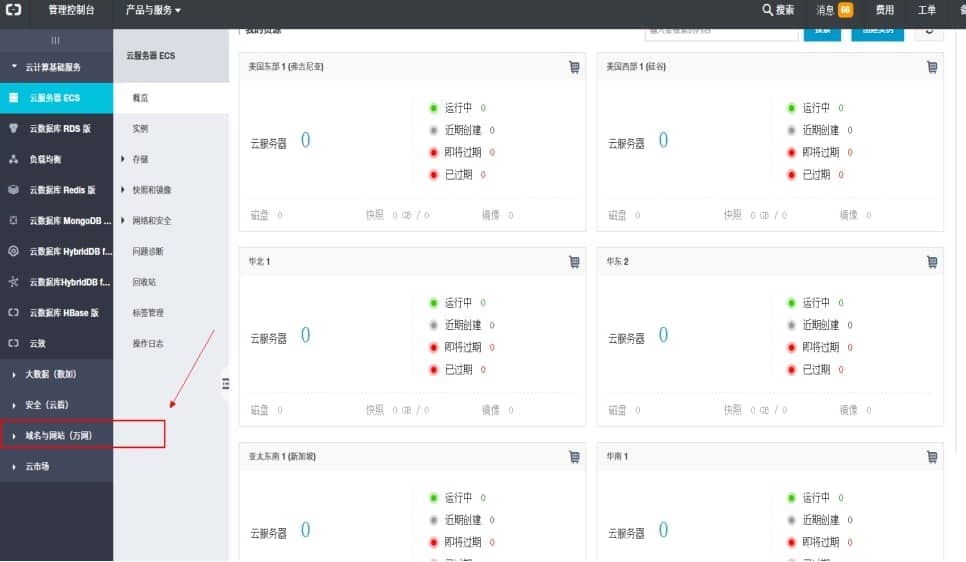 管理控制台 产品与服务 搜索 消息 66 费用 工单
云计算基础服务
云服务器 ECS
云数据库 RDS 版
负载均衡
云数据库 Redis 版
云数据库 MongoDB ...
云数据库 HybridDB f...
云数据库HybridDB f...
云数据库 HBase 版
云效
大数据（数加）
安全（云盾）
域名与网站（万网）
云市场
云服务器 ECS
概览
实例
存储
快照和镜像
网络和安全
问题诊断
回收站
标签管理
操作日志
我的资源
美国东部 1 (弗吉尼亚)
云服务器 0
运行中 0
近期创建 0
即将过期 0
已过期 0
磁盘 0 快照 0 GB / 0 镜像 0
美国西部 1 (硅谷)
云服务器 0
运行中 0
近期创建 0
即将过期 0
已过期 0
磁盘 0 快照 0 GB / 0 镜像 0
华北 1
云服务器 0
运行中 0
近期创建 0
即将过期 0
已过期 0
磁盘 0 快照 0 GB / 0 镜像 0
华东 2
云服务器 0
运行中 0
近期创建 0
即将过期 0
已过期 0
磁盘 0 快照 0 GB / 0 镜像 0
亚太东南 1 (新加坡)
云服务器 0
运行中 0
近期创建 0
即将过期 0
华南 1
云服务器 0
运行中 0
近期创建 0
即将过期 0